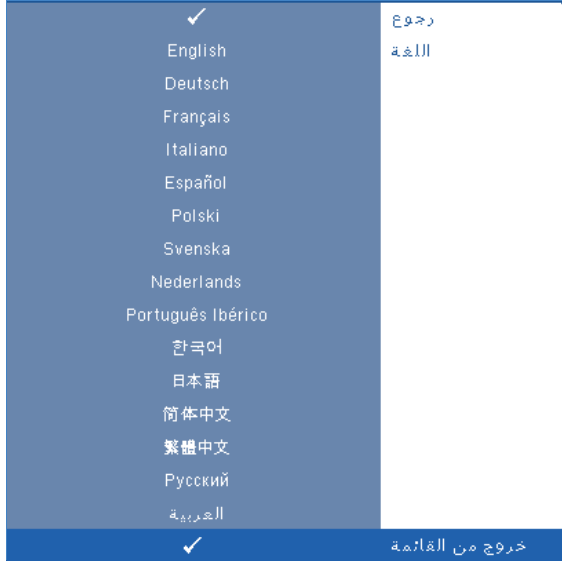 رجوع ✓
اللغة English
Deutsch
Français
Italiano
Español
Polski
Svenska
Nederlands
Português Ibérico
한국어
日本語
简体中文
繁體中文
Русский
العربية
خروج من القائمة ✓